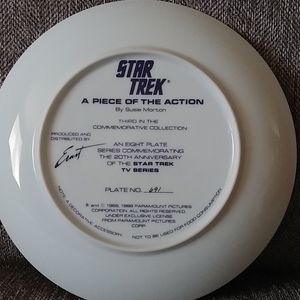 STAR
TREK®
A PIECE OF THE ACTION
By Susie Morton
THIRD IN THE
COMMEMORATIVE COLLECTION
PRODUCED AND
DISTRIBUTED BY
Ernst
AN EIGHT PLATE
SERIES COMMEMORATING
THE 20TH ANNIVERSARY
OF THE STAR TREK
TV SERIES
PLATE NO. 691
® and © 1966, 1986 PARAMOUNT PICTURES
CORPORATION. ALL RIGHTS RESERVED.
UNDER EXCLUSIVE LICENSE
FROM PARAMOUNT PICTURES
CORP.
NOTE: A DECORATIVE ACCESSORY.
NOT TO BE USED FOR FOOD CONSUMPTION